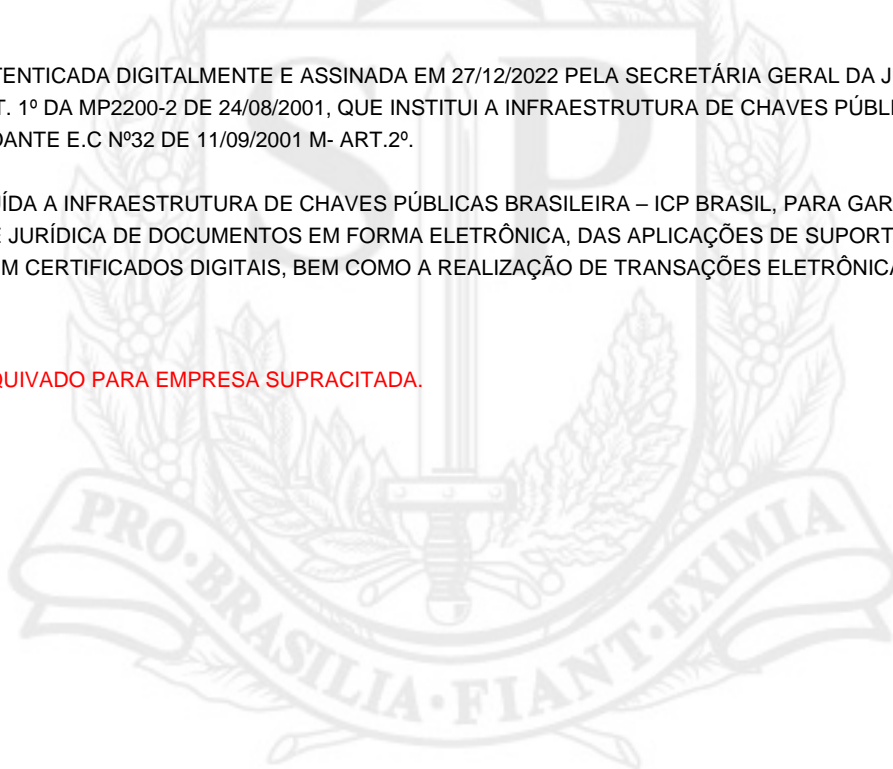 TENTICADA DIGITALMENTE E ASSINADA EM 27/12/2022 PELA SECRETÁRIA GERAL DA J
T. 1º DA MP2200-2 DE 24/08/2001, QUE INSTITUI A INFRAESTRUTURA DE CHAVES PÚBL
DANTE E.C Nº32 DE 11/09/2001 M- ART.2º.
ÍDA A INFRAESTRUTURA DE CHAVES PÚBLICAS BRASILEIRA – ICP BRASIL, PARA GAR
E JURÍDICA DE DOCUMENTOS EM FORMA ELETRÔNICA, DAS APLICAÇÕES DE SUPORT
M CERTIFICADOS DIGITAIS, BEM COMO A REALIZAÇÃO DE TRANSAÇÕES ELETRÔNICA
QUIVADO PARA EMPRESA SUPRACITADA.
SP
PRO·BRASILIA·FIANT·EXIMIA